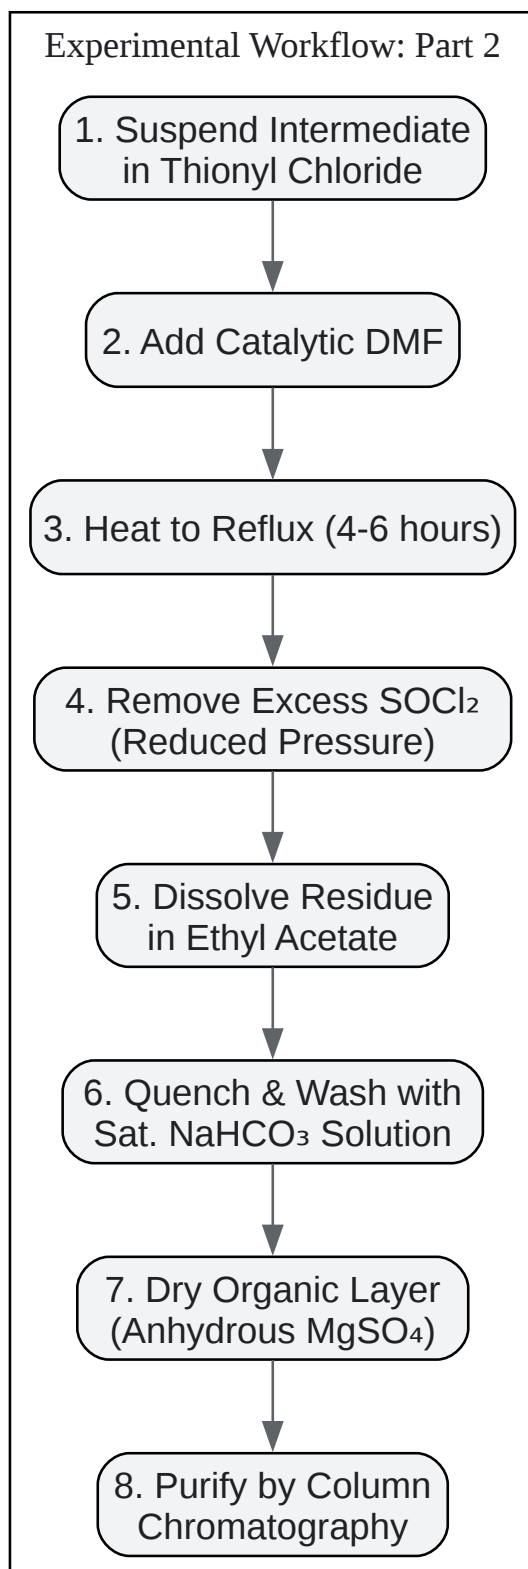 Experimental Workflow: Part 2
1. Suspend Intermediate
in Thionyl Chloride
2. Add Catalytic DMF
3. Heat to Reflux (4-6 hours)
4. Remove Excess SOCl₂
(Reduced Pressure)
5. Dissolve Residue
in Ethyl Acetate
6. Quench & Wash with
Sat. NaHCO₃ Solution
7. Dry Organic Layer
(Anhydrous MgSO₄)
8. Purify by Column
Chromatography